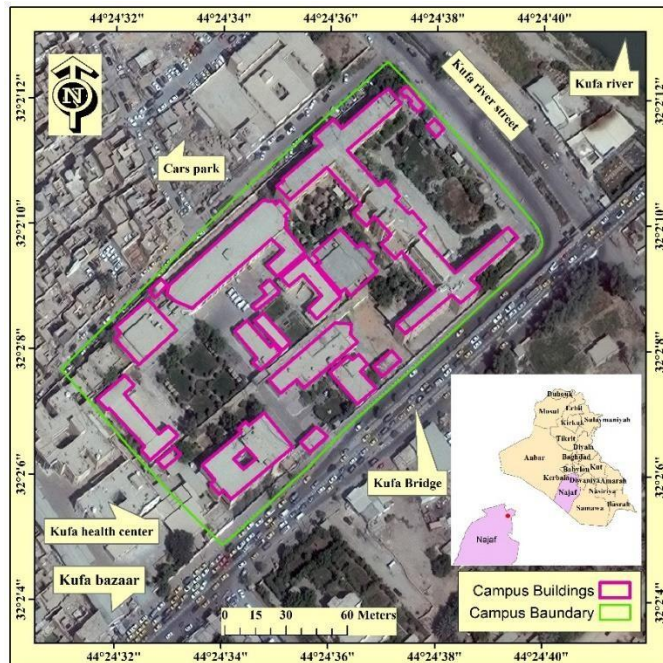 44°24'32"
44°24'34"
44°24'36"
44°24'38"
44°24'40"
32°2'12"
32°2'10"
32°2'8"
32°2'6"
32°2'4"
N
Kufa river
Kufa river street
Cars park
Kufa Bridge
Kufa health center
Kufa bazaar
0 15 30 60 Meters
Duhouk
Mosul
Erbil
Kirkuk
Sulaymaniyah
Tikrit
Diyala
Anbar
Baghdad
Babylon
Kut
Kerbala
Dewaniya
Amarah
Najaf
Nasiriya
Basrah
Samawa
Najaf
Campus Buildings
Campus Baundary
32°2'12"
32°2'10"
32°2'8"
32°2'6"
32°2'4"
44°24'32"
44°24'34"
44°24'36"
44°24'38"
44°24'40"